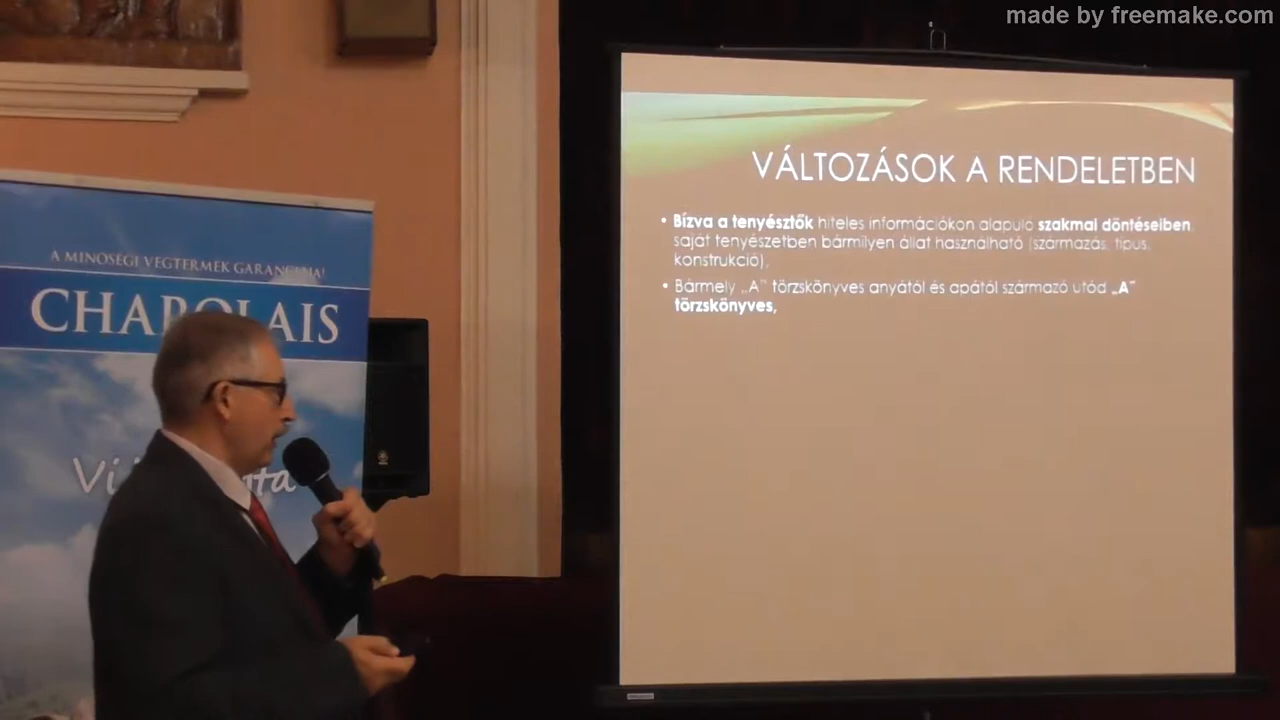 made by freemake.com
VÁLTOZÁSOK A RENDELETBEN
• Bízva a tenyésztők hiteles információkon alapuló szakmai döntéseiben,
saját tenyészetben bármilyen állat használható (származás, típus,
konstrukció),
• Bármely „A” törzskönyves anyától és apától származó utód „A”
törzskönyves,
A MINŐSÉGI VÉGTERMÉK GARANCIÁJA!
CHAROLAIS